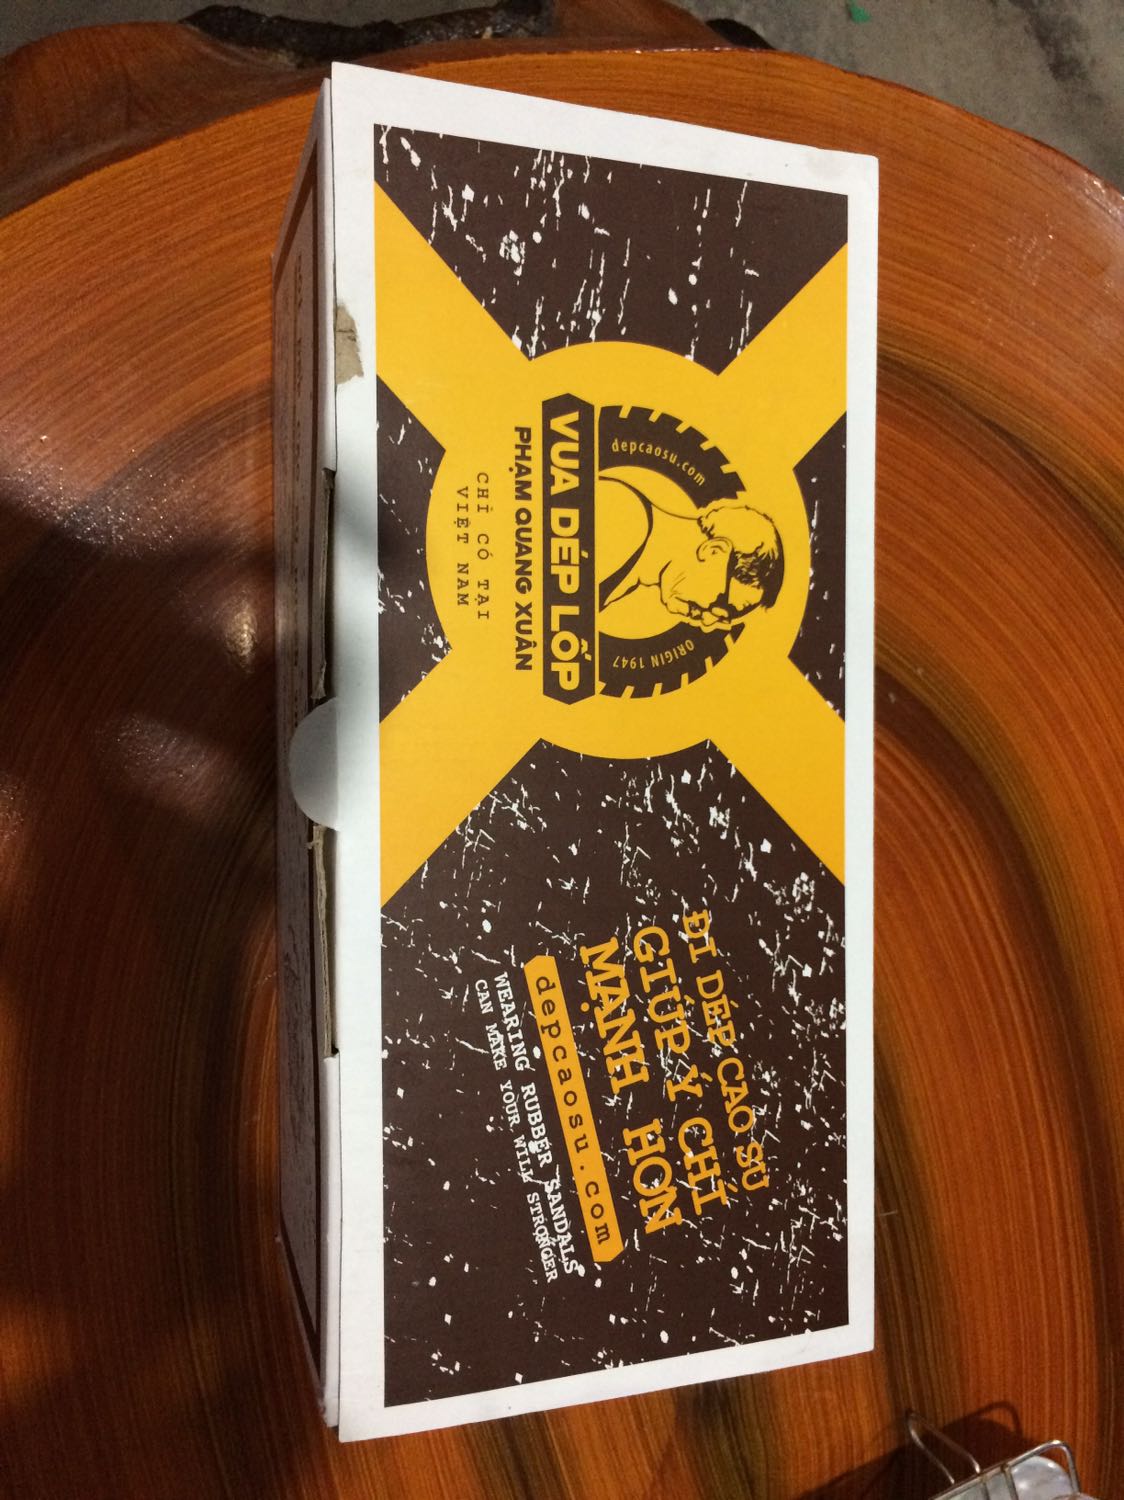 depcaosu.com
ORIGIN 1947
VUA DÉP LỐP
PHẠM QUANG XUÂN
CHỈ CÓ TẠI
VIỆT NAM
ĐI DÉP CAO SU
GIÚP Ý CHÍ
MẠNH HƠN
depcaosu.com
WEARING RUBBER SANDALS
CAN MAKE YOUR WILL STRONGER